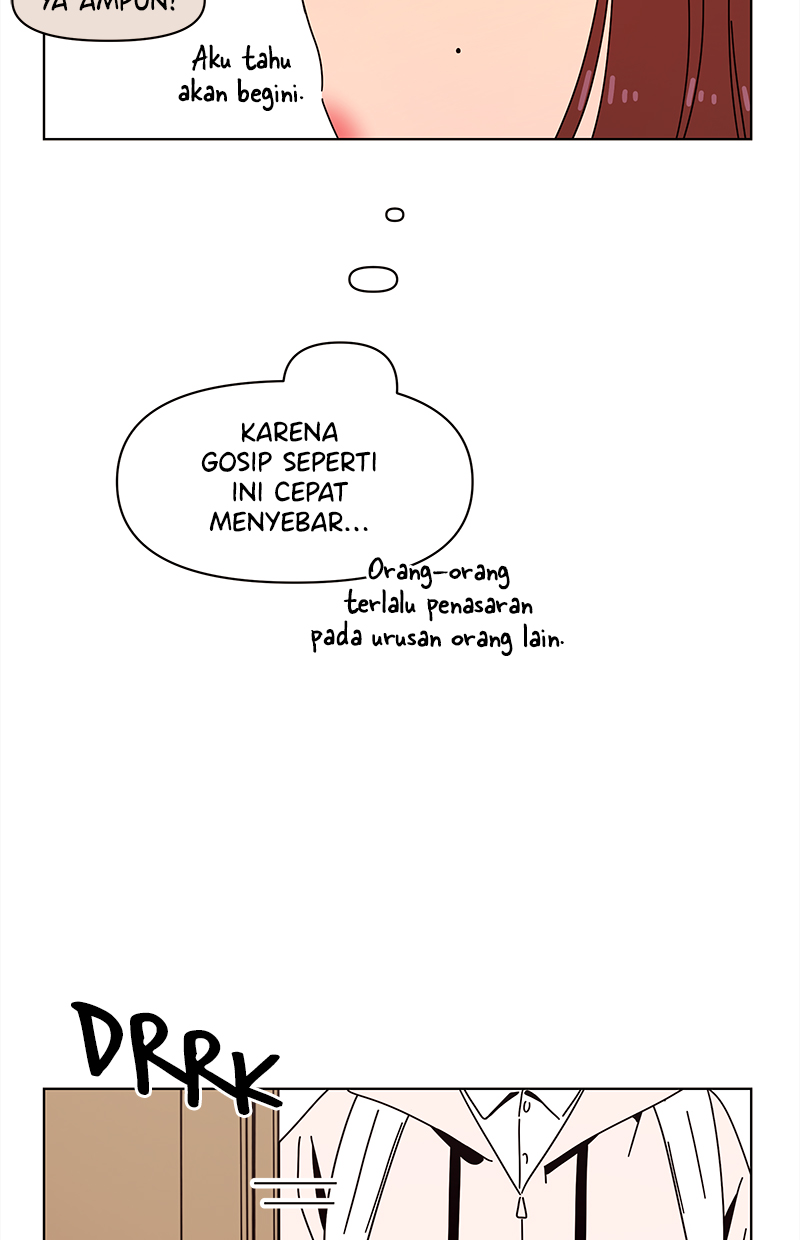 YA AMPUN?
Aku tahu
akan begini.
KARENA
GOSIP SEPERTI
INI CEPAT
MENYEBAR...
Orang-orang
terlalu penasaran
pada urusan orang lain.
DRRK